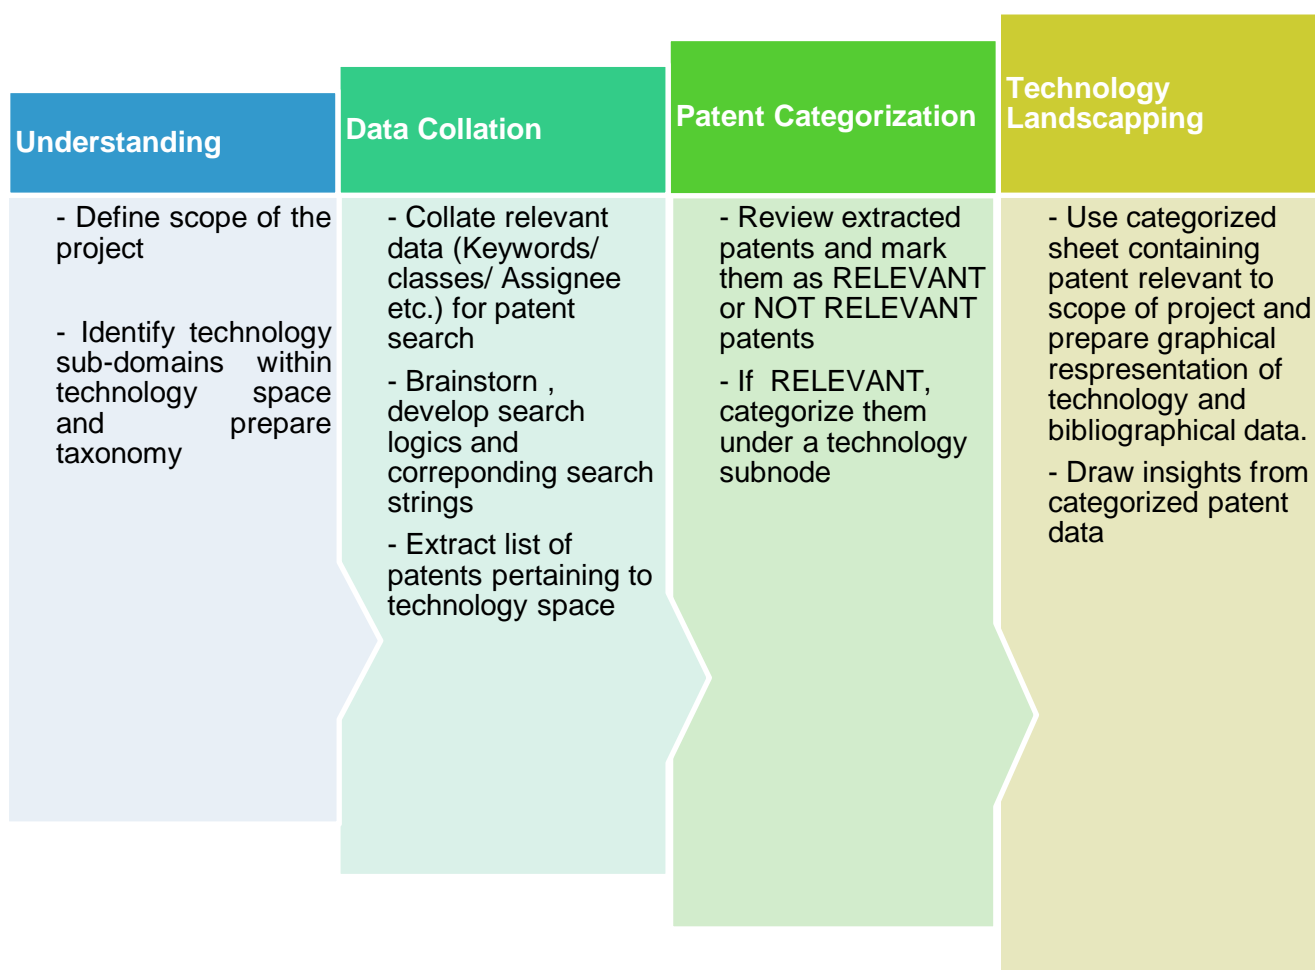 Understanding
- Define scope of the
project
- Identify technology
sub-domains within
technology space
and prepare
taxonomy
Data Collation
- Collate relevant
data (Keywords/
classes/ Assignee
etc.) for patent
search
- Brainstorn ,
develop search
logics and
correponding search
strings
- Extract list of
patents pertaining to
technology space
Patent Categorization
- Review extracted
patents and mark
them as RELEVANT
or NOT RELEVANT
patents
- If RELEVANT,
categorize them
under a technology
subnode
Technology
Landscapping
- Use categorized
sheet containing
patent relevant to
scope of project and
prepare graphical
respresentation of
technology and
bibliographical data.
- Draw insights from
categorized patent
data